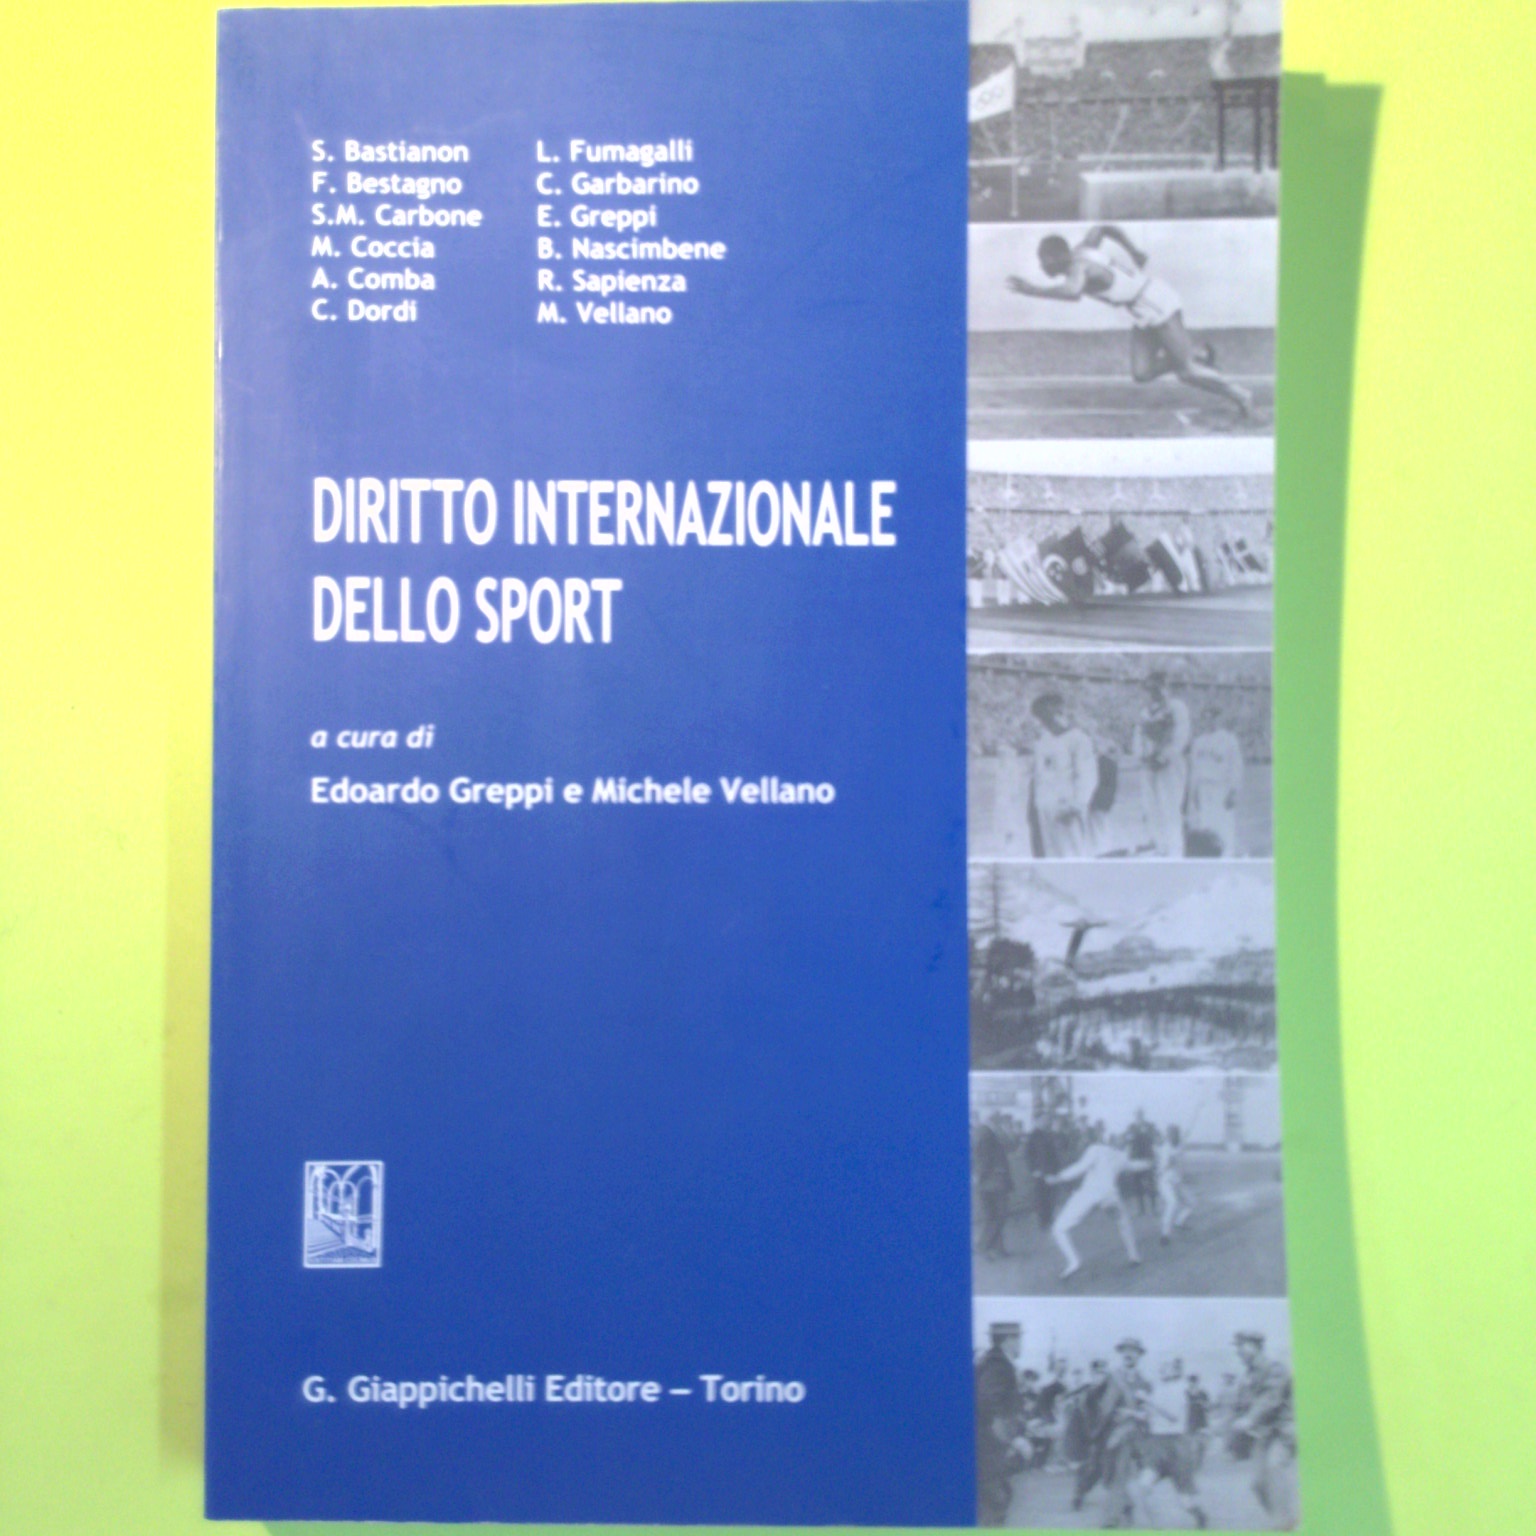 S. Bastianon
F. Bestagno
S.M. Carbone
M. Coccia
A. Comba
C. Dordi
L. Fumagalli
C. Garbarino
E. Greppi
B. Nascimbene
R. Sapienza
M. Vellano
DIRITTO INTERNAZIONALE
DELLO SPORT
a cura di
Edoardo Greppi e Michele Vellano
G. Giappichelli Editore – Torino